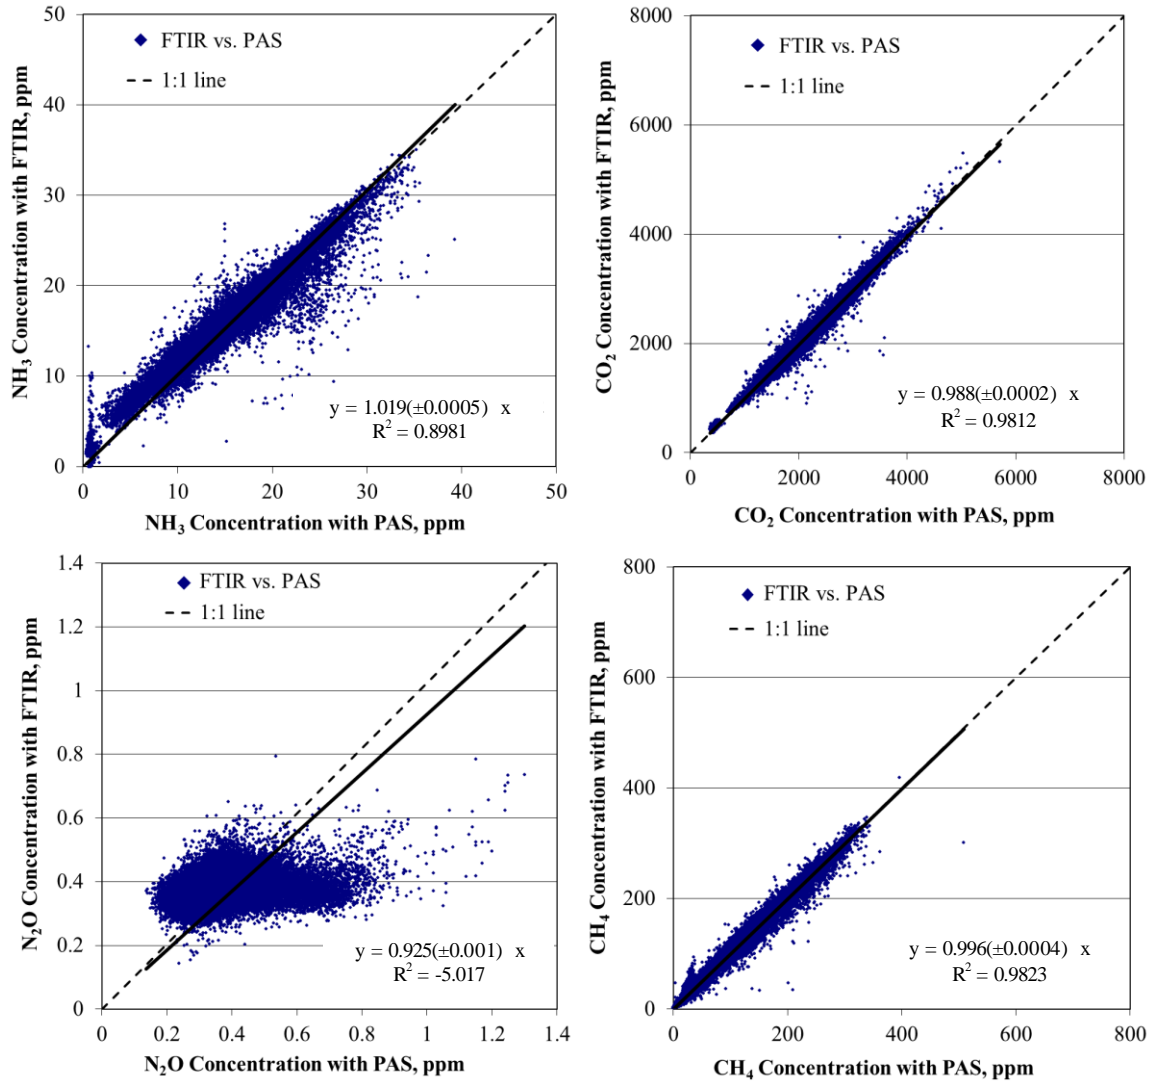 50
40
30
20
10
0
NH3 Concentration with FTIR, ppm
FTIR vs. PAS
1:1 line
y = 1.019(±0.0005) x
R² = 0.8981
0 10 20 30 40 50
NH3 Concentration with PAS, ppm
8000
6000
4000
2000
0
CO2 Concentration with FTIR, ppm
FTIR vs. PAS
1:1 line
y = 0.988(±0.0002) x
R² = 0.9812
0 2000 4000 6000 8000
CO2 Concentration with PAS, ppm
1.4
1.2
1
0.8
0.6
0.4
0.2
0
N2O Concentration with FTIR, ppm
FTIR vs. PAS
1:1 line
y = 0.925(±0.001) x
R² = -5.017
0 0.2 0.4 0.6 0.8 1 1.2 1.4
N2O Concentration with PAS, ppm
800
600
400
200
0
CH4 Concentration with FTIR, ppm
FTIR vs. PAS
1:1 line
y = 0.996(±0.0004) x
R² = 0.9823
0 200 400 600 800
CH4 Concentration with PAS, ppm